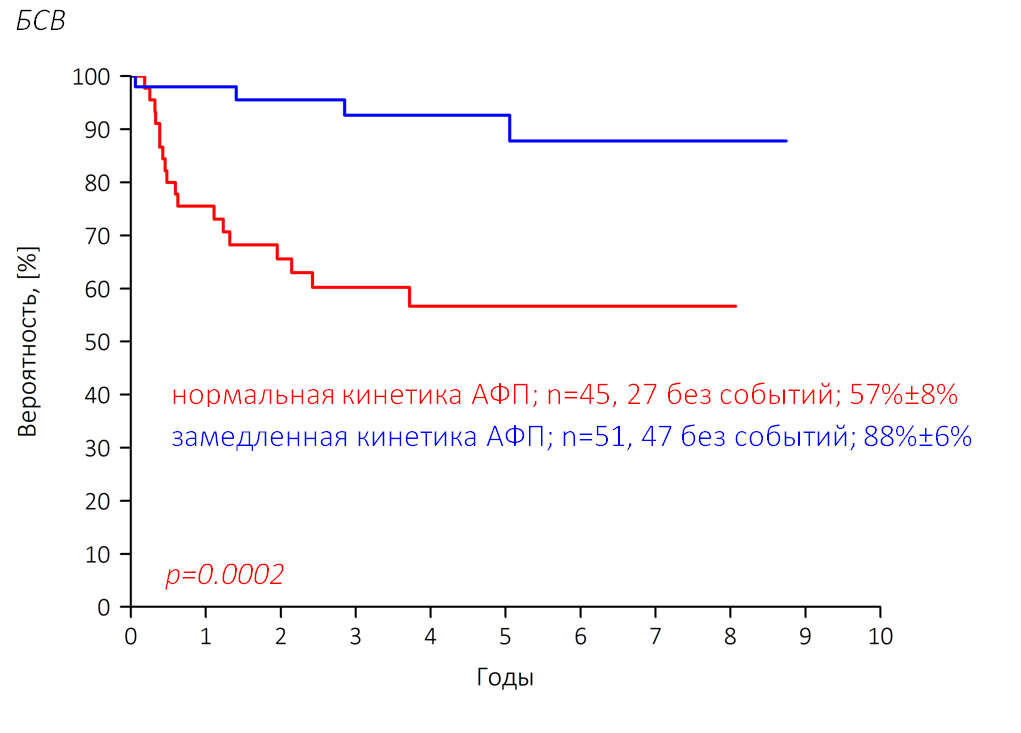 БСВ
Вероятность, [%]
100
90
80
70
60
50
40
30
20
10
0
нормальная кинетика АФП; n=45, 27 без событий; 57%±8%
замедленная кинетика АФП; n=51, 47 без событий; 88%±6%
p=0.0002
0 1 2 3 4 5 6 7 8 9 10
Годы